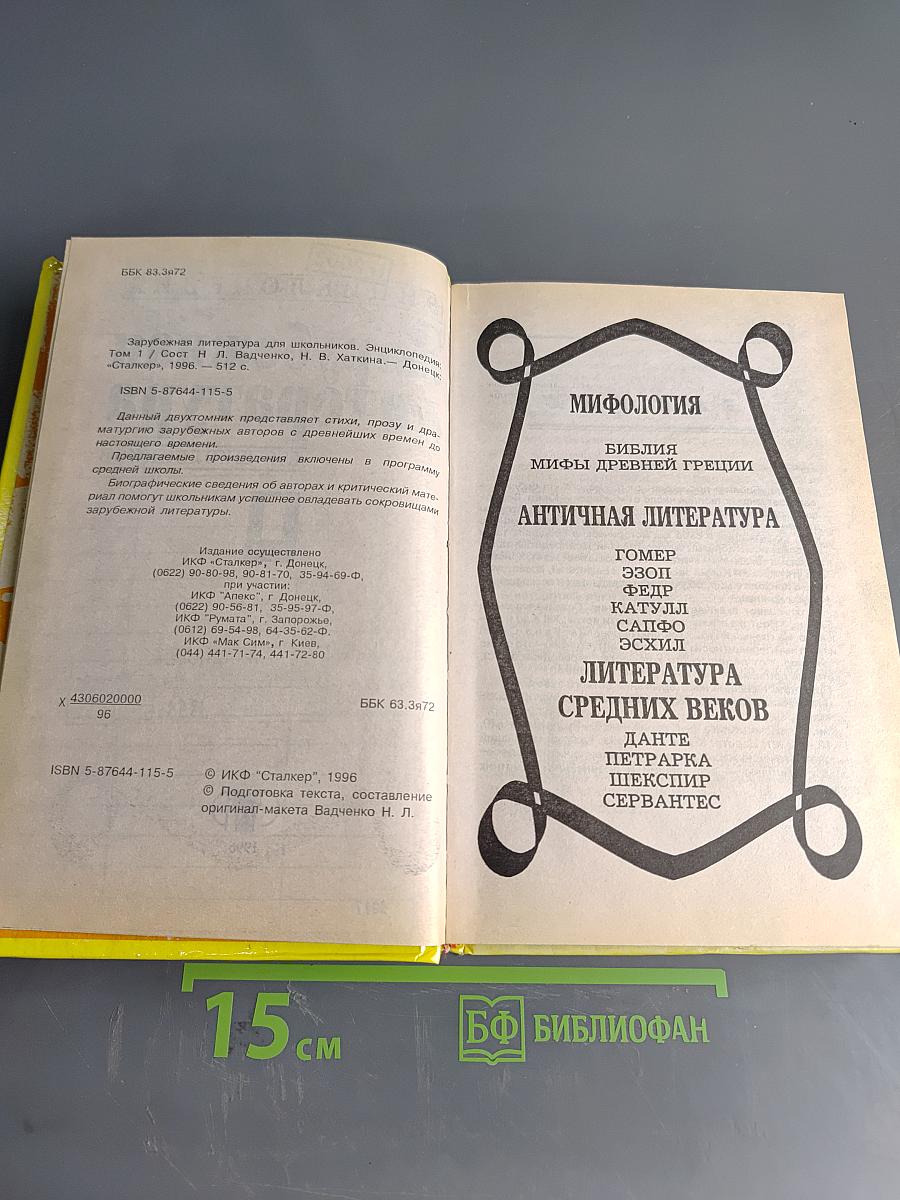 ББК 83.3я72
Зарубежная литература для школьников. Энциклопедия:
Том 1 / Сост Н Л. Вадченко, Н. В. Хаткина.— Донецк:
«Сталкер», 1996. — 512 с.
ISBN 5-87644-115-5
Данный двухтомник представляет стихи, прозу и дра-
матургию зарубежных авторов с древнейших времен до
настоящего времени.
Предлагаемые произведения включены в программу
средней школы.
Биографические сведения об авторах и критический мате-
риал помогут школьникам успешнее овладевать сокровищами
зарубежной литературы.
Издание осуществлено
ИКФ «Сталкер», г. Донецк,
(0622) 90-80-98, 90-81-70, 35-94-69-Ф,
при участии:
ИКФ "Апекс", г Донецк,
(0622) 90-56-81, 35-95-97-Ф,
ИКФ "Румата", г. Запорожье,
(0612) 69-54-98, 64-35-62-Ф.
ИКФ «Мак Сим», г Киев,
(044) 441-71-74, 441-72-80
Х 4306020000
96
ББК 63.3я72
ISBN 5-87644-115-5
© ИКФ "Сталкер", 1996
© Подготовка текста, составление
оригинал-макета Вадченко Н. Л.
МИФОЛОГИЯ
БИБЛИЯ
МИФЫ ДРЕВНЕЙ ГРЕЦИИ
АНТИЧНАЯ ЛИТЕРАТУРА
ГОМЕР
ЭЗОП
ФЕДР
КАТУЛЛ
САПФО
ЭСХИЛ
ЛИТЕРАТУРА
СРЕДНИХ ВЕКОВ
ДАНТЕ
ПЕТРАРКА
ШЕКСПИР
СЕРВАНТЕС
15 см
БФ БИБЛИОФАН